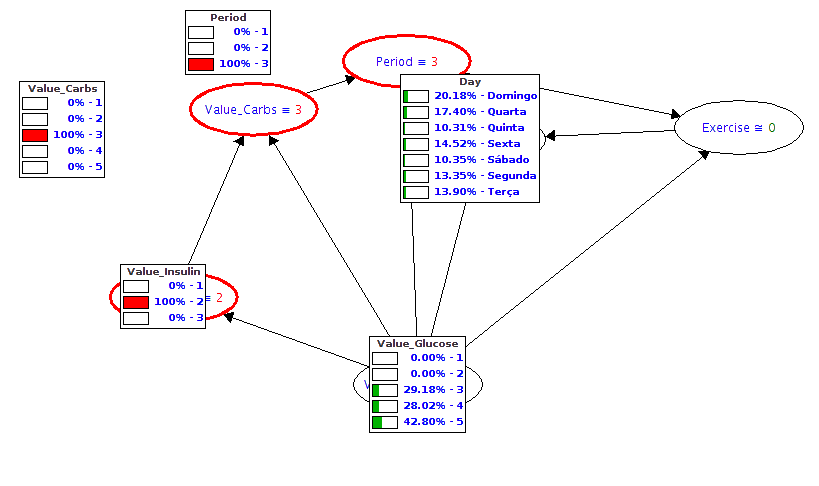 Period
0% - 1
0% - 2
100% - 3
Period ≅ 3
Value_Carbs
0% - 1
0% - 2
100% - 3
0% - 4
0% - 5
Value_Carbs ≅ 3
Day
20.18% - Domingo
17.40% - Quarta
10.31% - Quinta
14.52% - Sexta
10.35% - Sábado
13.35% - Segunda
13.90% - Terça
Exercise ≅ 0
Value_Insulin
0% - 1
100% - 2
0% - 3
≅ 2
Value_Glucose
0.00% - 1
0.00% - 2
29.18% - 3
28.02% - 4
42.80% - 5